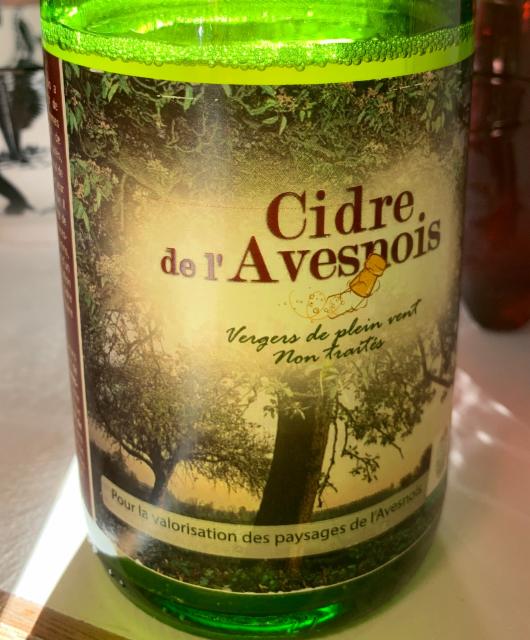 Cidre
de l'Avesnois
Vergers de plein vent
Non traités
Pour la valorisation des paysages de l'Avesnois